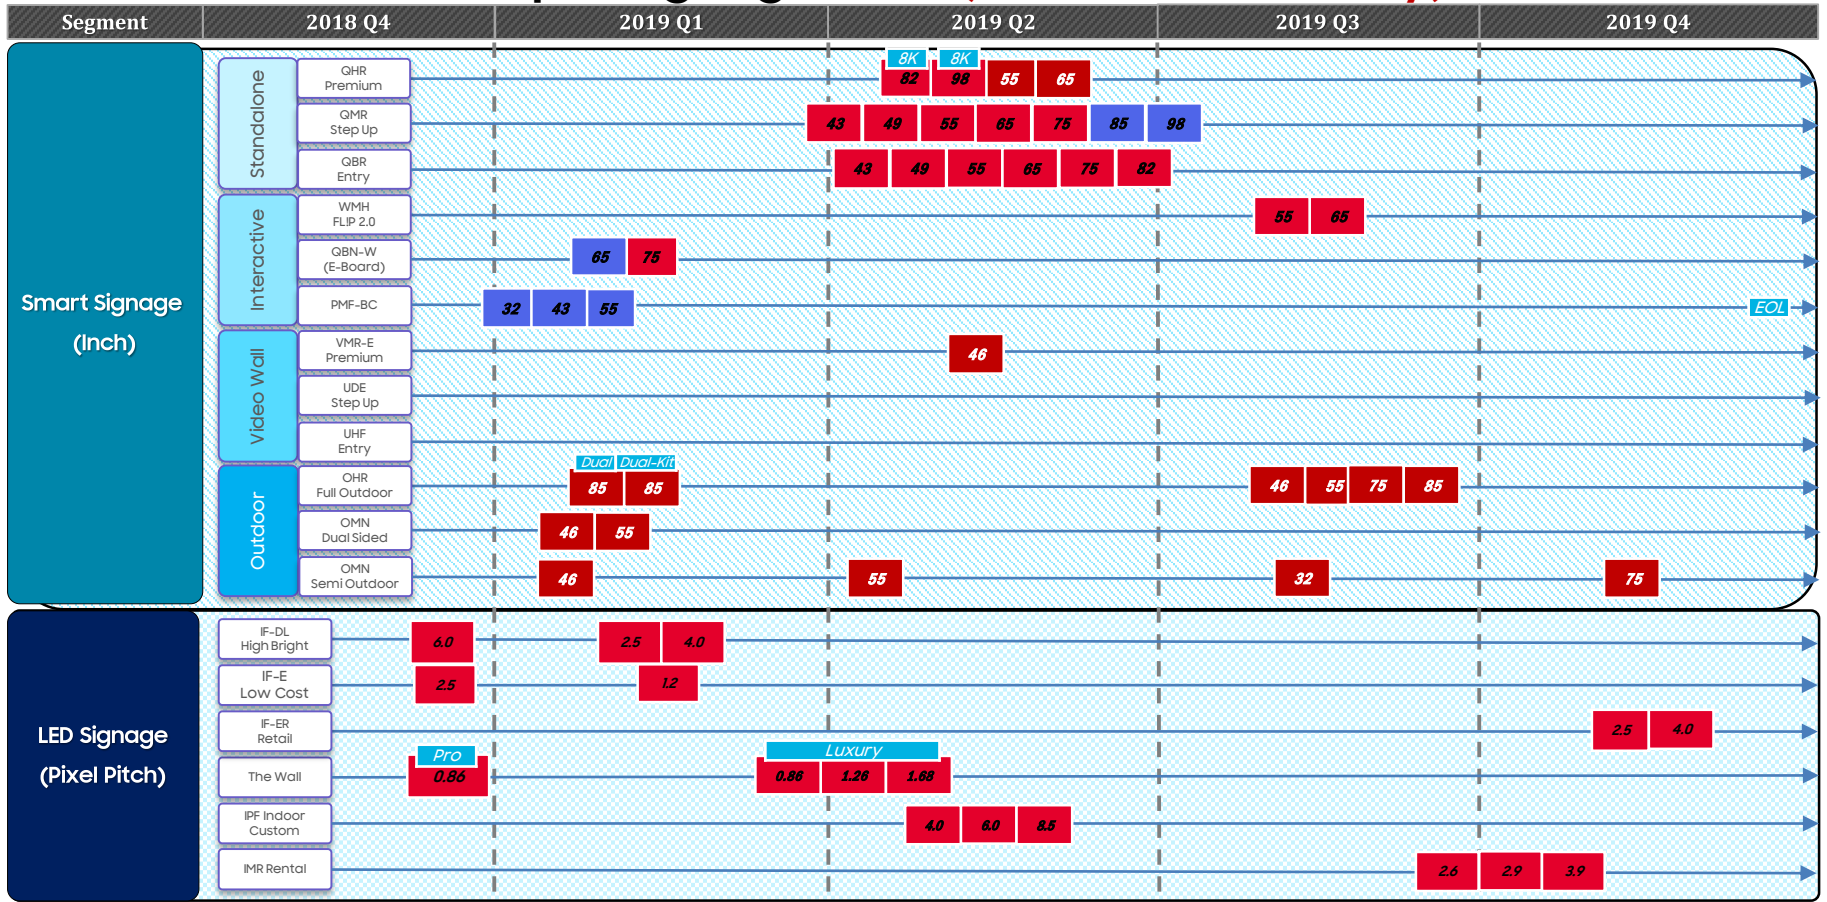 Segment
2018 Q4
2019 Q1
2019 Q2
2019 Q3
2019 Q4
Smart Signage
(Inch)
Standalone
QHR
Premium
8K
8K
82
98
55
65
QMR
Step Up
43
49
55
65
75
85
98
QBR
Entry
43
49
55
65
75
82
Interactive
WMH
FL!P 2.0
55
65
QBN-W
(E-Board)
65
75
PMF-BC
32
43
55
EOL
Video Wall
VMR-E
Premium
46
UDE
Step Up
UHF
Entry
Outdoor
OHR
Full Outdoor
Dual
Dual-Kit
85
85
46
55
75
85
OMN
Dual Sided
46
55
OMN
Semi Outdoor
46
55
32
75
LED Signage
(Pixel Pitch)
IF-DL
High Bright
6.0
2.5
4.0
IF-E
Low Cost
2.5
1.2
IF-ER
Retail
2.5
4.0
The Wall
Pro
0.86
Luxury
0.86
1.26
1.68
IPF Indoor
Custom
4.0
6.0
8.5
IMR Rental
2.6
2.9
3.9